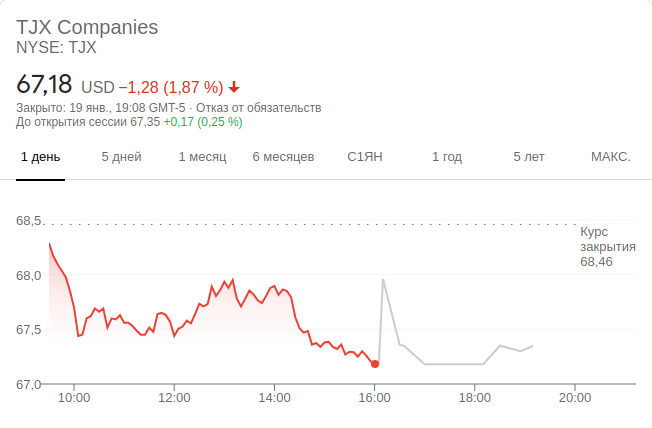 TJX Companies
NYSE: TJX
67,18 USD −1,28 (1,87 %)
Закрыто: 19 янв., 19:08 GMT-5 · Отказ от обязательств
До открытия сессии 67,35 +0,17 (0,25 %)
1 день 5 дней 1 месяц 6 месяцев С1ЯН 1 год 5 лет МАКС.
68,5
Курс
закрытия
68,46
68,0
67,5
67,0
10:00 12:00 14:00 16:00 18:00 20:00